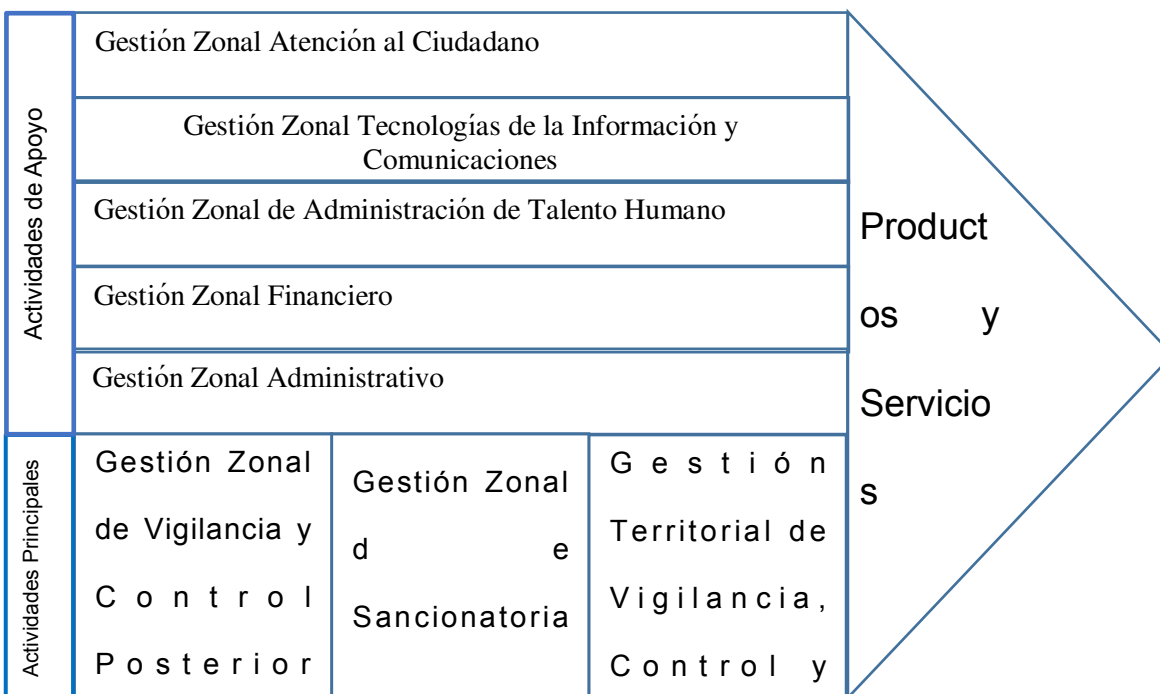 Actividades de Apoyo
Gestión Zonal Atención al Ciudadano
Gestión Zonal Tecnologías de la Información y
Comunicaciones
Gestión Zonal de Administración de Talento Humano
Gestión Zonal Financiero
Gestión Zonal Administrativo
Actividades Principales
Gestión Zonal
de Vigilancia y
Control
Posterior
Gestión Zonal
de
Sancionatoria
Gestión
Territorial de
Vigilancia,
Control y
Product
os y
Servicio
s